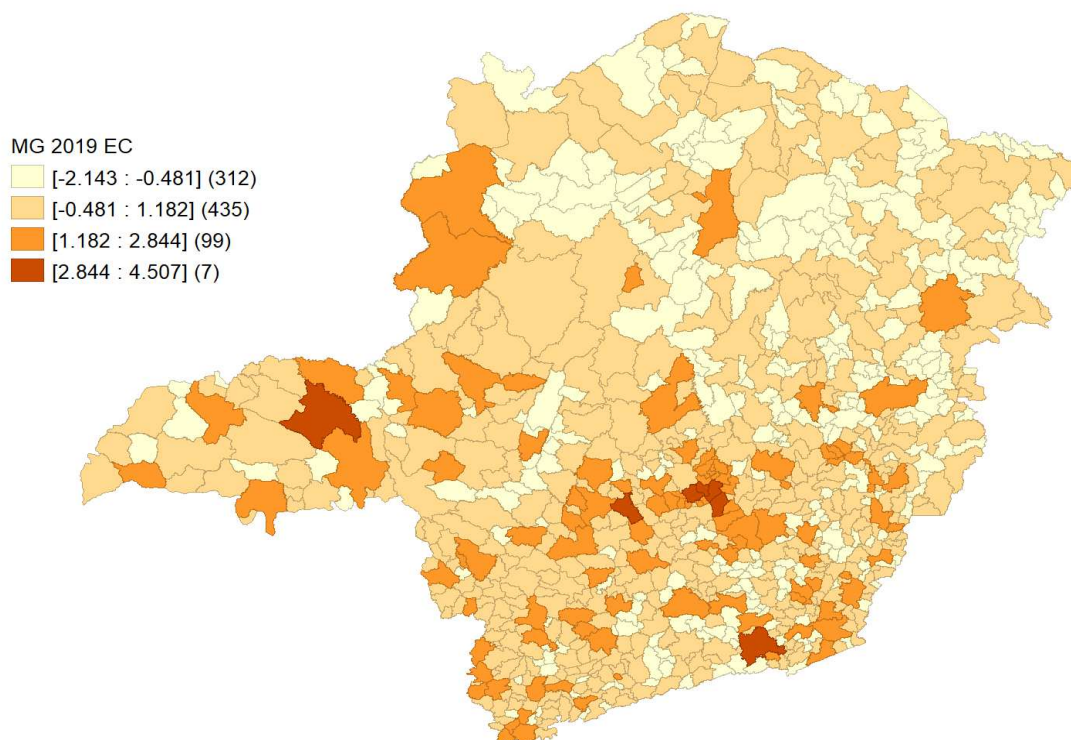 MG 2019 EC
[-2.143 : -0.481] (312)
[-0.481 : 1.182] (435)
[1.182 : 2.844] (99)
[2.844 : 4.507] (7)